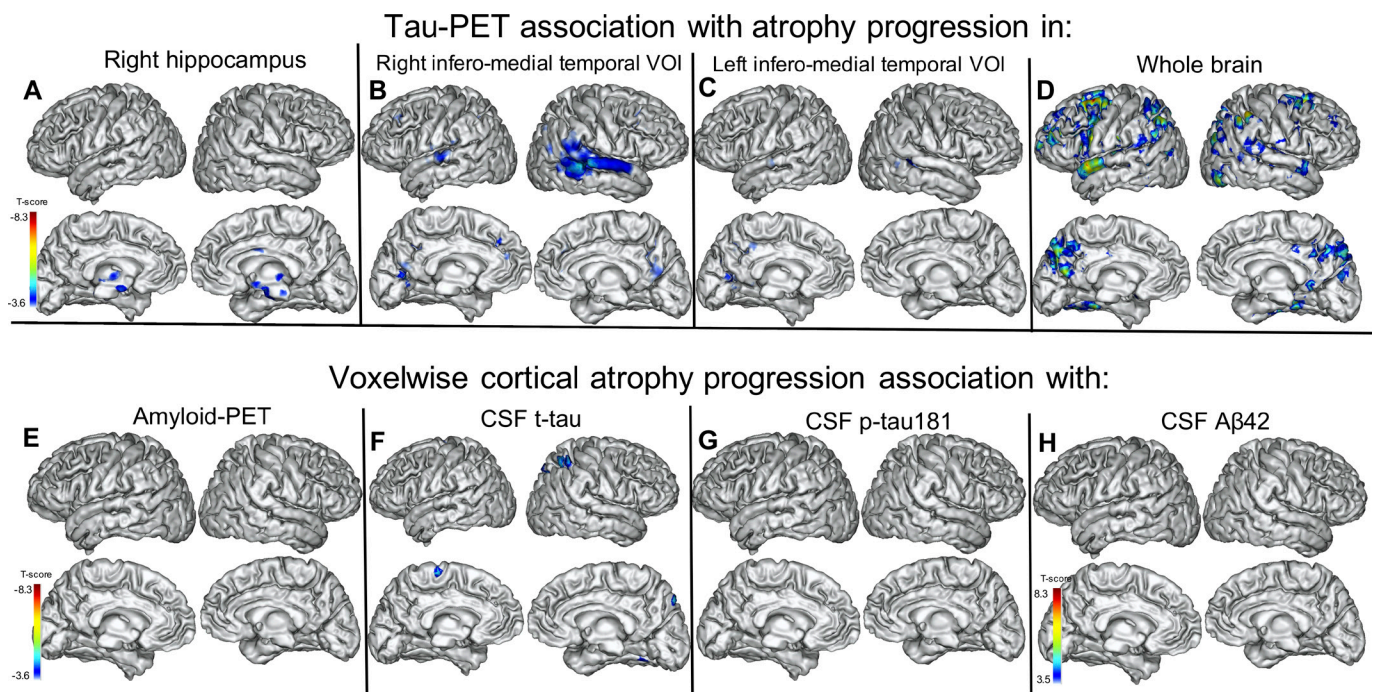 Tau-PET association with atrophy progression in:
Right hippocampus
Right infero-medial temporal VOI
Left infero-medial temporal VOI
Whole brain
A
B
C
D
T-score
-8.3
-3.6
Voxelwise cortical atrophy progression association with:
Amyloid-PET
CSF t-tau
CSF p-tau181
CSF Aβ42
E
F
G
H
T-score
-8.3
-3.6
T-score
8.3
3.5